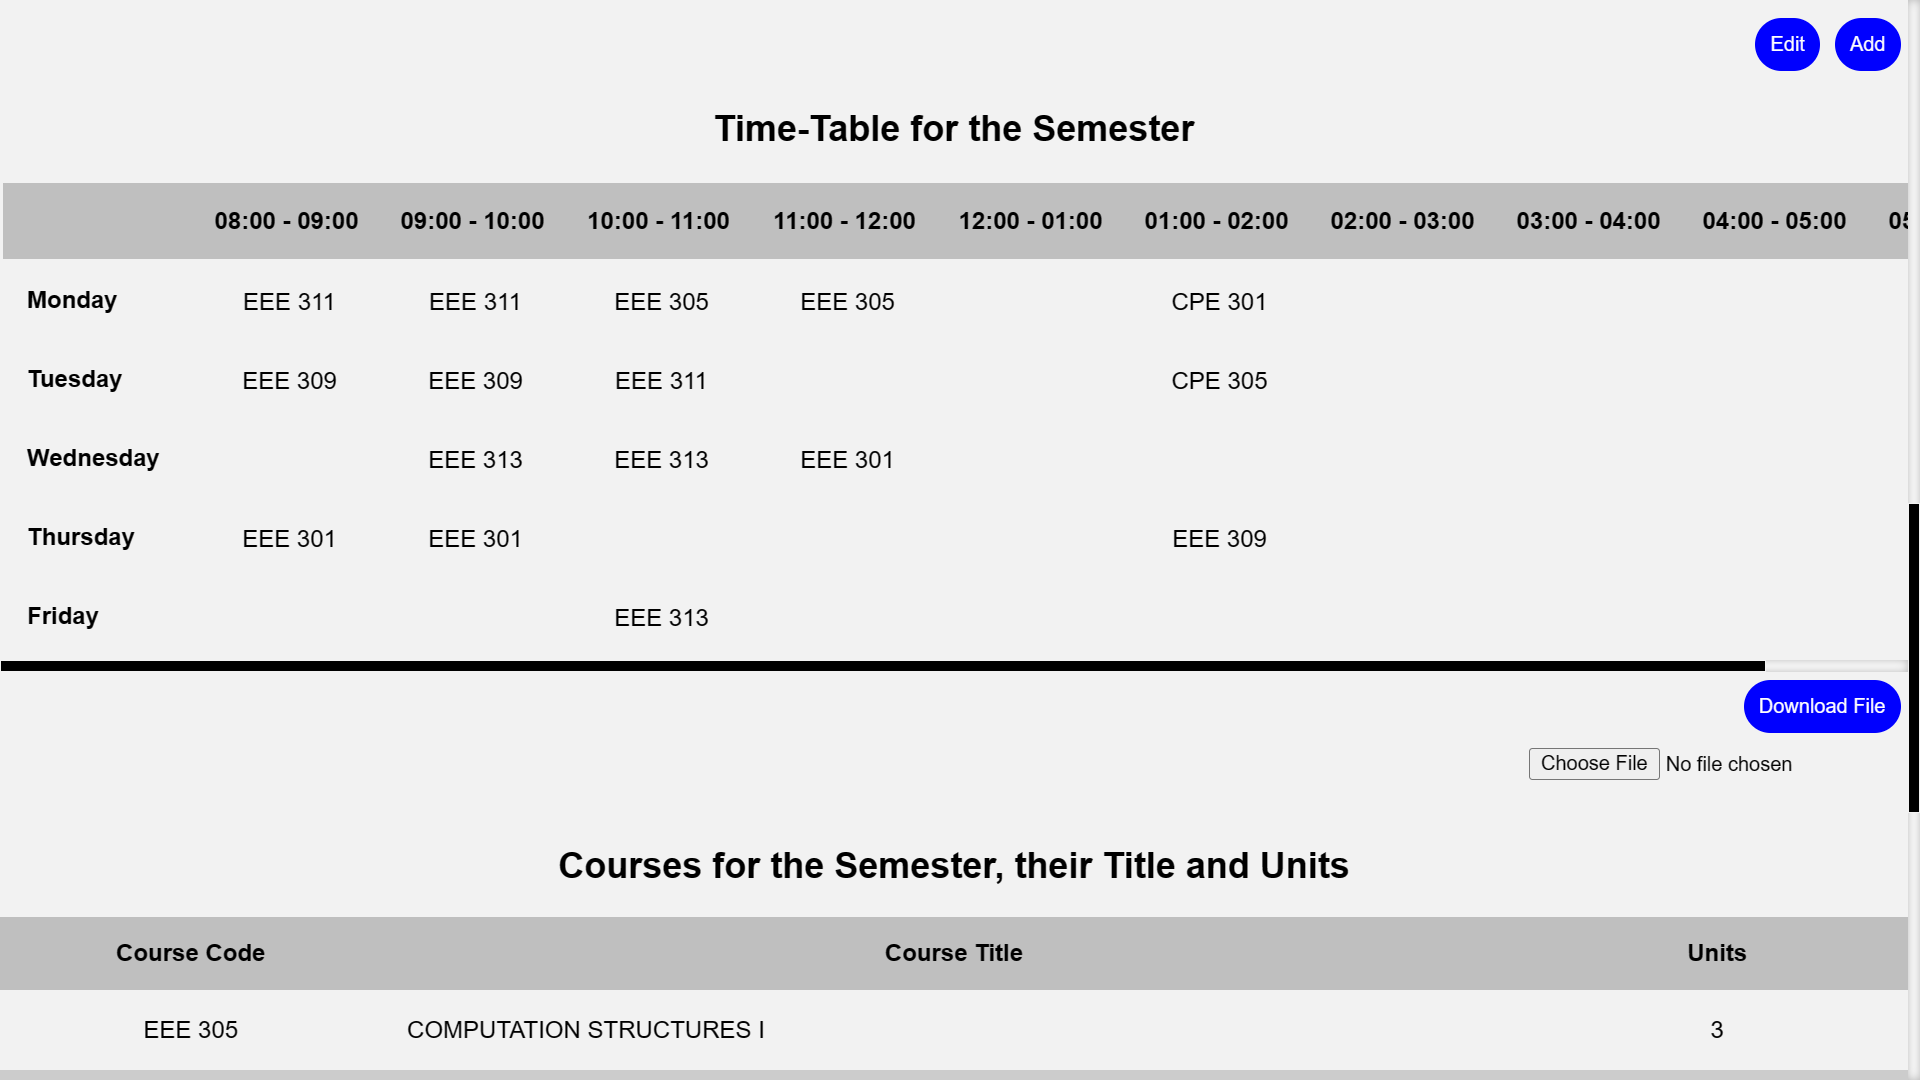 Edit Add
Time-Table for the Semester
08:00 - 09:00 09:00 - 10:00 10:00 - 11:00 11:00 - 12:00 12:00 - 01:00 01:00 - 02:00 02:00 - 03:00 03:00 - 04:00 04:00 - 05:00
Monday EEE 311 EEE 311 EEE 305 EEE 305 CPE 301
Tuesday EEE 309 EEE 309 EEE 311 CPE 305
Wednesday EEE 313 EEE 313 EEE 301
Thursday EEE 301 EEE 301 EEE 309
Friday EEE 313
Download File
Choose File No file chosen
Courses for the Semester, their Title and Units
Course Code Course Title Units
EEE 305 COMPUTATION STRUCTURES I 3